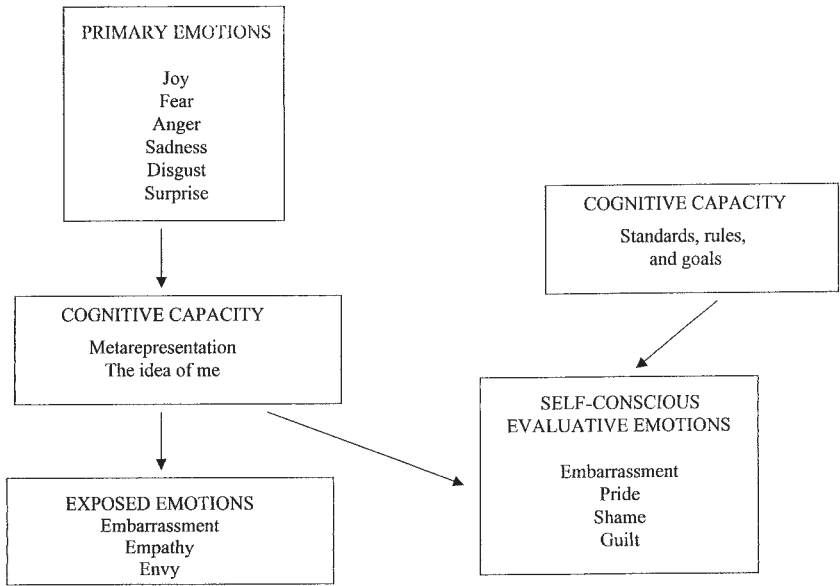 PRIMARY EMOTIONS
Joy
Fear
Anger
Sadness
Disgust
Surprise
COGNITIVE CAPACITY
Standards, rules,
and goals
COGNITIVE CAPACITY
Metarepresentation
The idea of me
SELF-CONSCIOUS
EVALUATIVE EMOTIONS
Embarrassment
Pride
Shame
Guilt
EXPOSED EMOTIONS
Embarrassment
Empathy
Envy